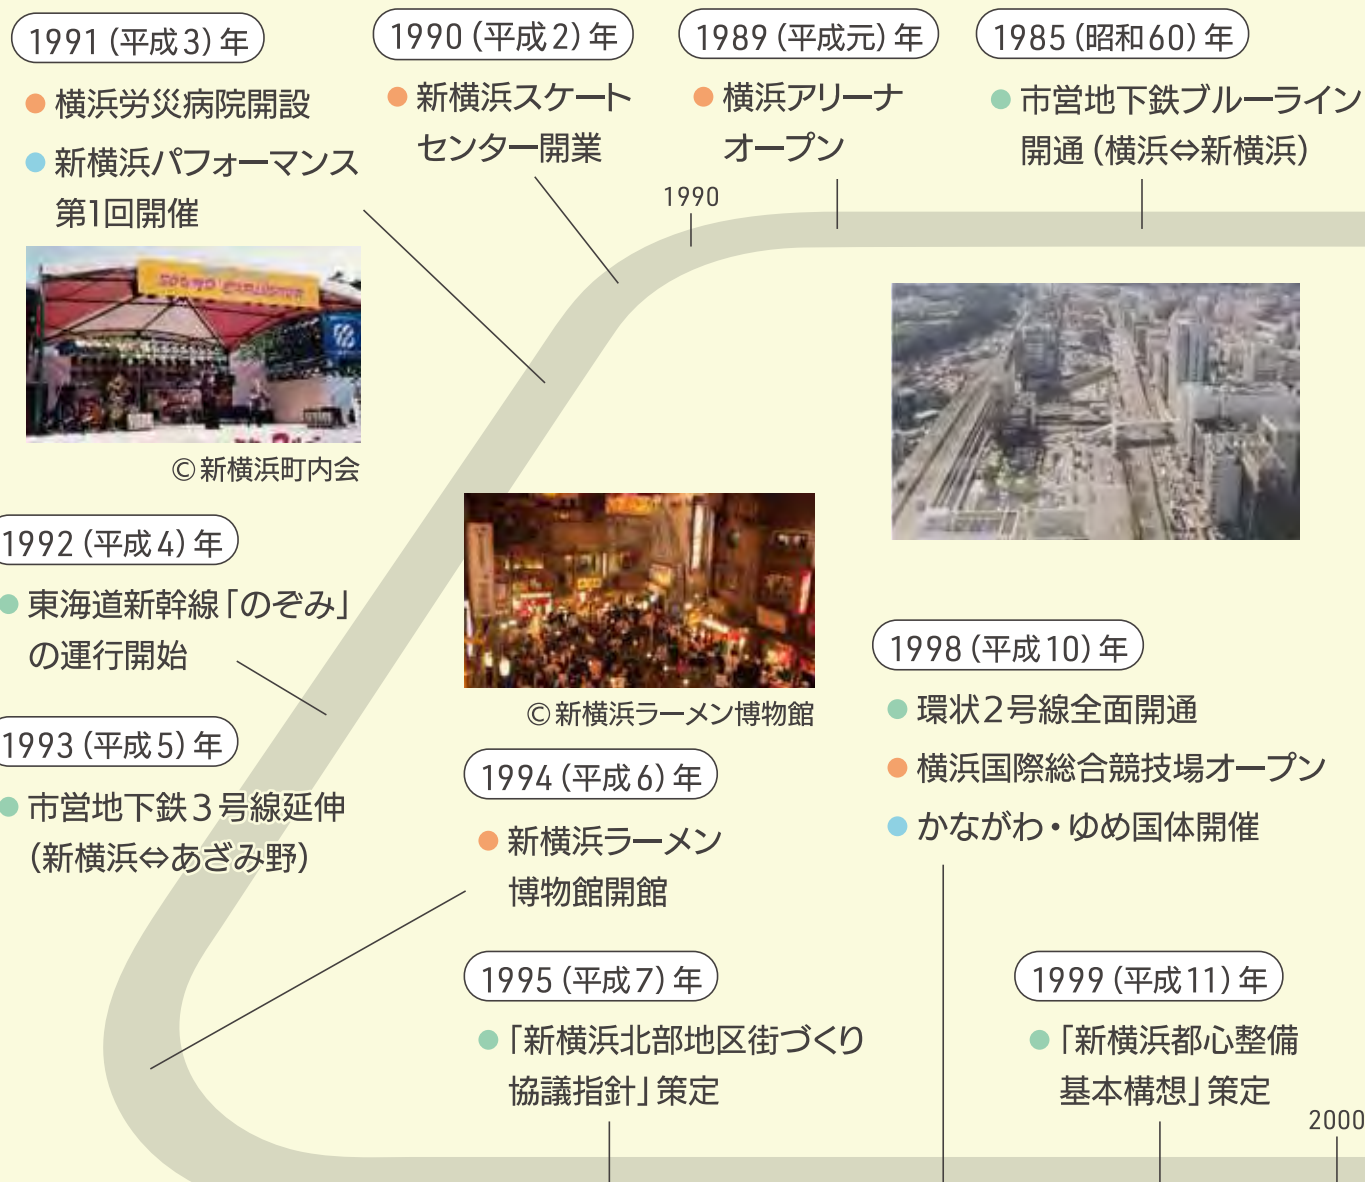 1991（平成3）年
横浜労災病院開設
新横浜パフォーマンス
第1回開催
©新横浜町内会
1990（平成2）年
新横浜スケート
センター開業
1989（平成元）年
横浜アリーナ
オープン
1985（昭和60）年
市営地下鉄ブルーライン
開通（横浜⇔新横浜）
1990
1992（平成4）年
東海道新幹線「のぞみ」
の運行開始
1993（平成5）年
市営地下鉄3号線延伸
（新横浜⇔あざみ野）
©新横浜ラーメン博物館
1994（平成6）年
新横浜ラーメン
博物館開館
1995（平成7）年
「新横浜北部地区街づくり
協議指針」策定
1998（平成10）年
環状2号線全面開通
横浜国際総合競技場オープン
かながわ・ゆめ国体開催
1999（平成11）年
「新横浜都心整備
基本構想」策定
2000